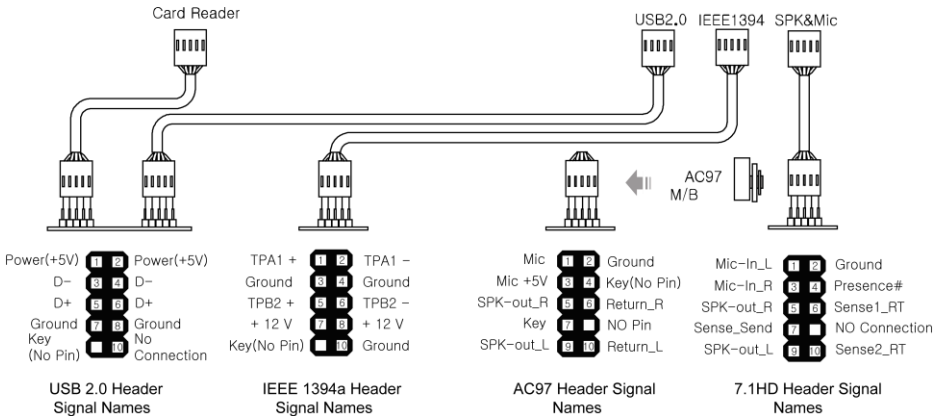 Card Reader
USB2.0 IEEE1394 SPK&Mic
AC97
M/B
Power(+5V) 1 2 Power(+5V)
D- 3 4 D-
D+ 5 6 D+
Ground 7 8 Ground
Key
(No Pin) 10 No
Connection
USB 2.0 Header
Signal Names
TPA1 + 1 2 TPA1 -
Ground 3 4 Ground
TPB2 + 5 6 TPB2 -
+ 12 V 7 8 + 12 V
Key(No Pin) 10 Ground
IEEE 1394a Header
Signal Names
Mic 1 2 Ground
Mic +5V 3 4 Key(No Pin)
SPK-out_R 5 6 Return_R
Key 7 NO Pin
SPK-out_L 9 10 Return_L
AC97 Header Signal
Names
Mic-In_L 1 2 Ground
Mic-In_R 3 4 Presence#
SPK-out_R 5 6 Sense1_RT
Sense_Send 7 NO Connection
SPK-out_L 9 10 Sense2_RT
7.1HD Header Signal
Names